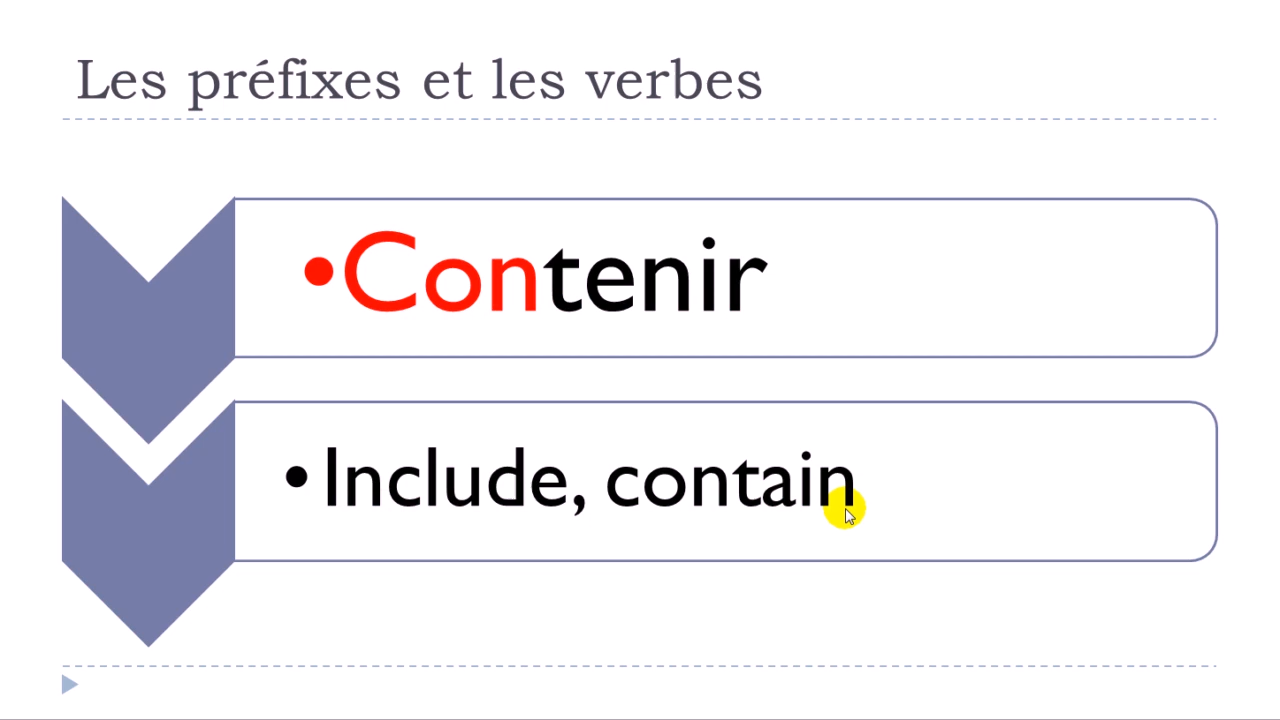 Les préfixes et les verbes
•Contenir
•Include, contain